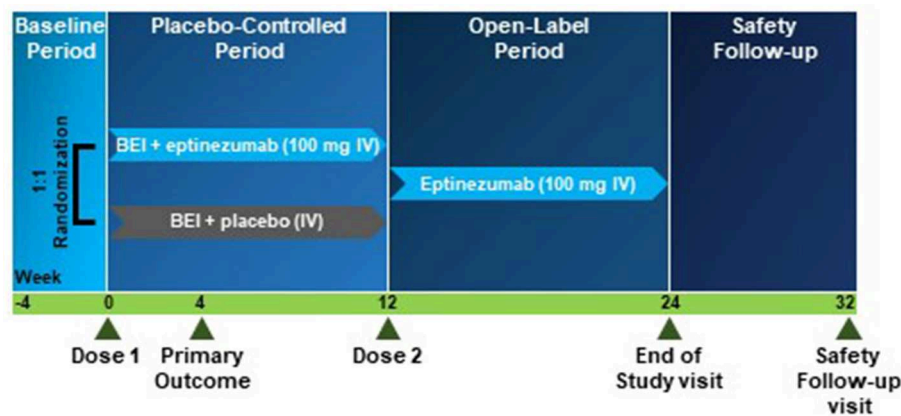 Baseline
Period
Placebo-Controlled
Period
Open-Label
Period
Safety
Follow-up
1:1
Randomization
BEI + eptinezumab (100 mg IV)
BEI + placebo (IV)
Eptinezumab (100 mg IV)
Week
-4 0 4 12 24 32
Dose 1
Primary
Outcome
Dose 2
End of
Study visit
Safety
Follow-up
visit